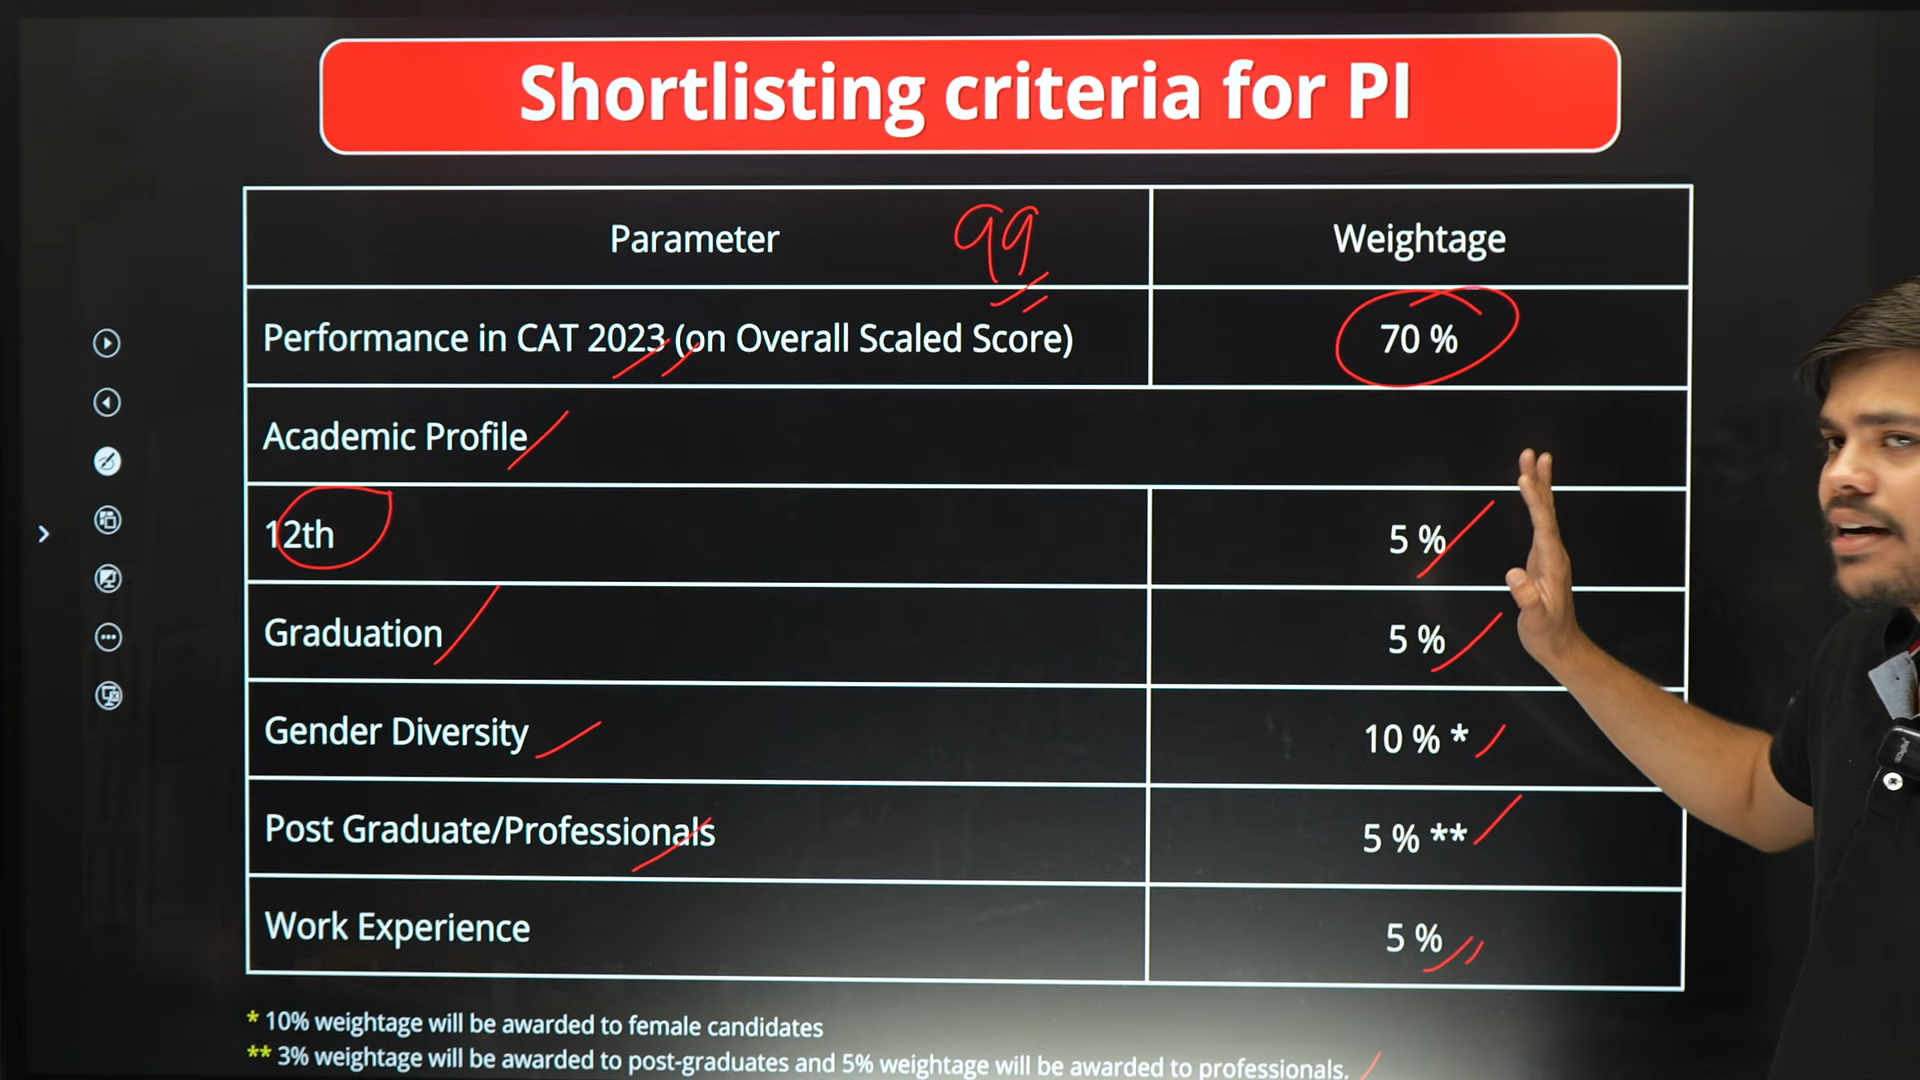 Shortlisting criteria for PI
Parameter 99 Weightage
Performance in CAT 2023 (on Overall Scaled Score) 70 %
Academic Profile
12th 5 %
Graduation 5 %
Gender Diversity 10 % *
Post Graduate/Professionals 5 % **
Work Experience 5 %
* 10% weightage will be awarded to female candidates
** 3% weightage will be awarded to post-graduates and 5% weightage will be awarded to professionals.